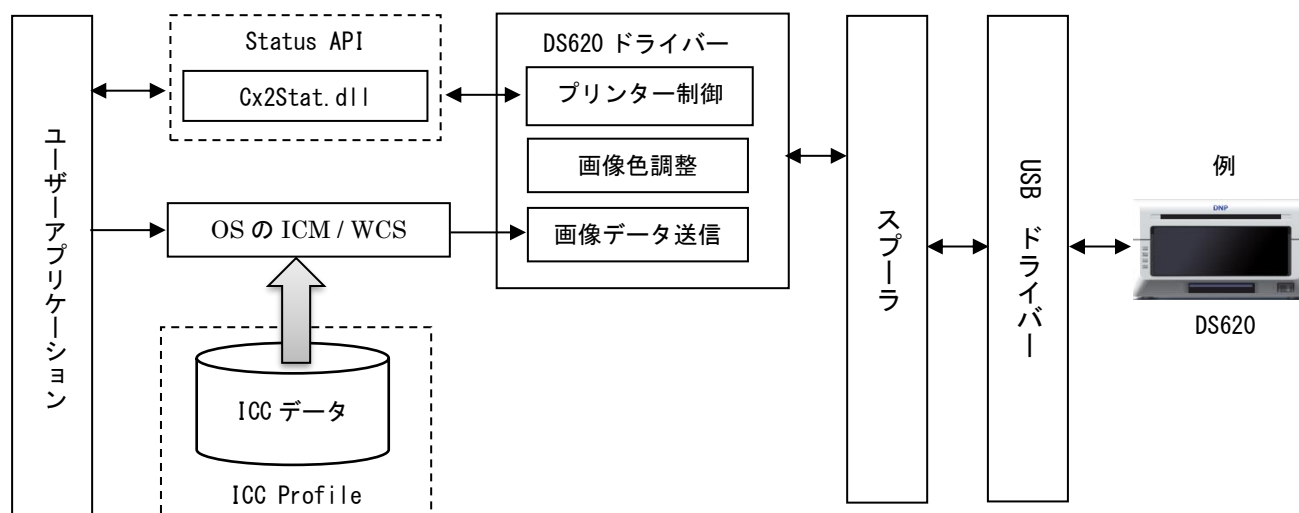 ユーザーアプリケーション
Status API
Cx2Stat.dll
OS の ICM / WCS
ICC データ
ICC Profile
DS620 ドライバー
プリンター制御
画像色調整
画像データ送信
スプーラ
USB ドライバー
例
DNP
DS620